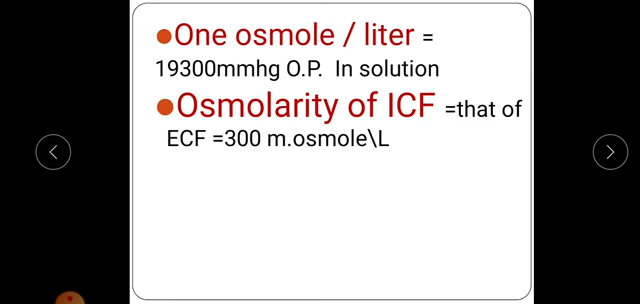 One osmole / liter =
19300mmhg O.P. In solution
Osmolarity of ICF =that of
ECF =300 m.osmole\L